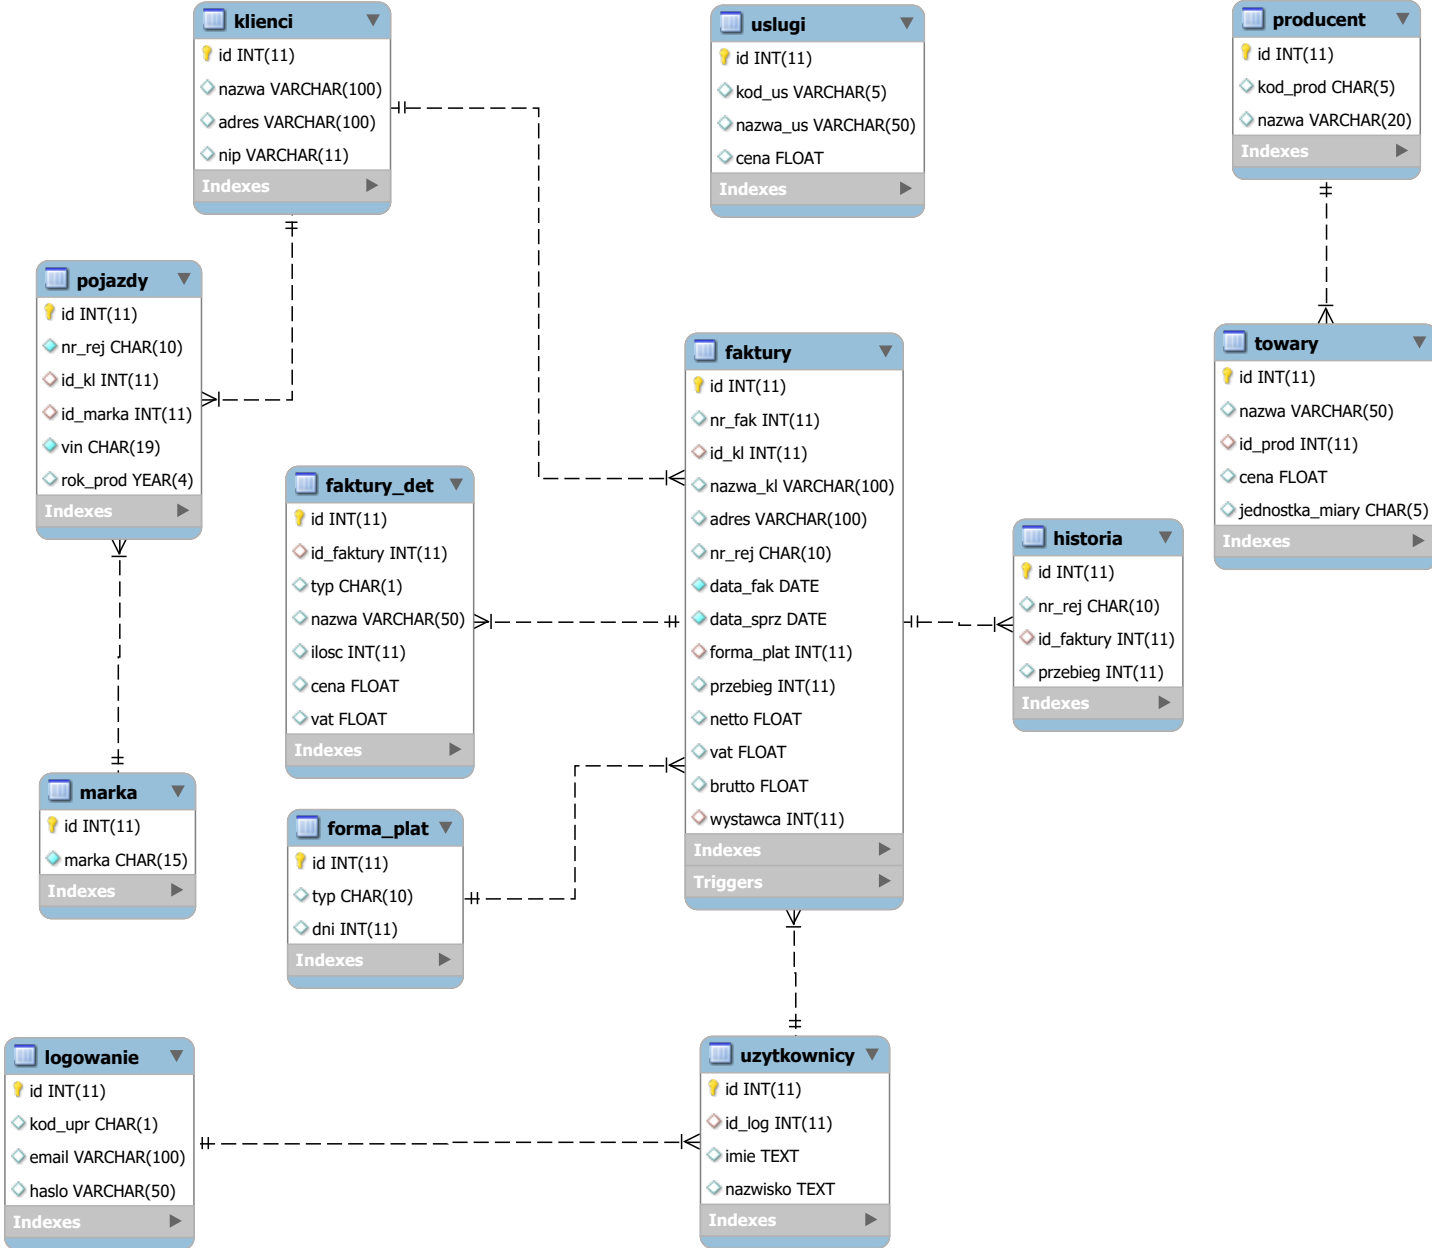 klienci
id INT(11)
nazwa VARCHAR(100)
adres VARCHAR(100)
nip VARCHAR(11)
Indexes
uslugi
id INT(11)
kod_us VARCHAR(5)
nazwa_us VARCHAR(50)
cena FLOAT
Indexes
producent
id INT(11)
kod_prod CHAR(5)
nazwa VARCHAR(20)
Indexes
pojazdy
id INT(11)
nr_rej CHAR(10)
id_kl INT(11)
id_marka INT(11)
vin CHAR(19)
rok_prod YEAR(4)
Indexes
faktury
id INT(11)
nr_fak INT(11)
id_kl INT(11)
nazwa_kl VARCHAR(100)
adres VARCHAR(100)
nr_rej CHAR(10)
data_fak DATE
data_sprz DATE
forma_plat INT(11)
przebieg INT(11)
netto FLOAT
vat FLOAT
brutto FLOAT
wystawca INT(11)
Indexes
Triggers
towary
id INT(11)
nazwa VARCHAR(50)
id_prod INT(11)
cena FLOAT
jednostka_miary CHAR(5)
Indexes
faktury_det
id INT(11)
id_faktury INT(11)
typ CHAR(1)
nazwa VARCHAR(50)
ilosc INT(11)
cena FLOAT
vat FLOAT
Indexes
historia
id INT(11)
nr_rej CHAR(10)
id_faktury INT(11)
przebieg INT(11)
Indexes
marka
id INT(11)
marka CHAR(15)
Indexes
forma_plat
id INT(11)
typ CHAR(10)
dni INT(11)
Indexes
logowanie
id INT(11)
kod_upr CHAR(1)
email VARCHAR(100)
haslo VARCHAR(50)
Indexes
uzytkownicy
id INT(11)
id_log INT(11)
imie TEXT
nazwisko TEXT
Indexes